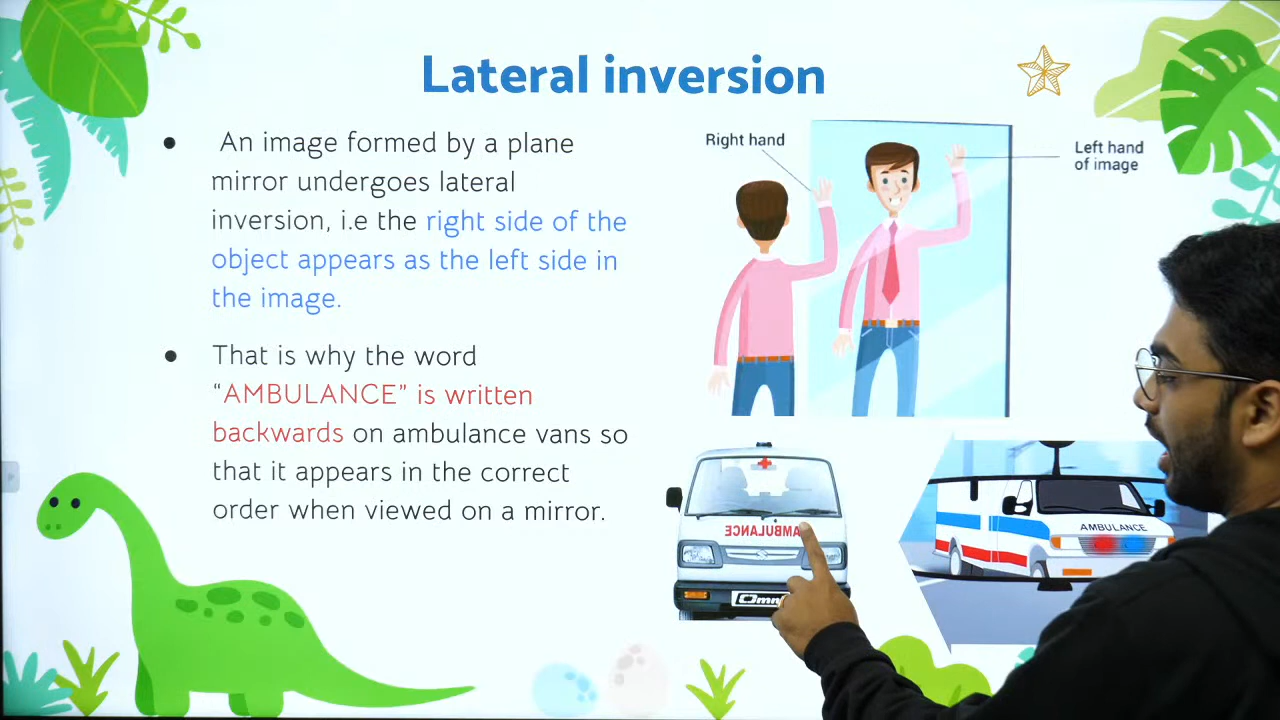 Lateral inversion
An image formed by a plane
mirror undergoes lateral
inversion, i.e the right side of the
object appears as the left side in
the image.
That is why the word
“AMBULANCE” is written
backwards on ambulance vans so
that it appears in the correct
order when viewed on a mirror.
Right hand
Left hand
of image
AMBULANCE
AMBULANCE